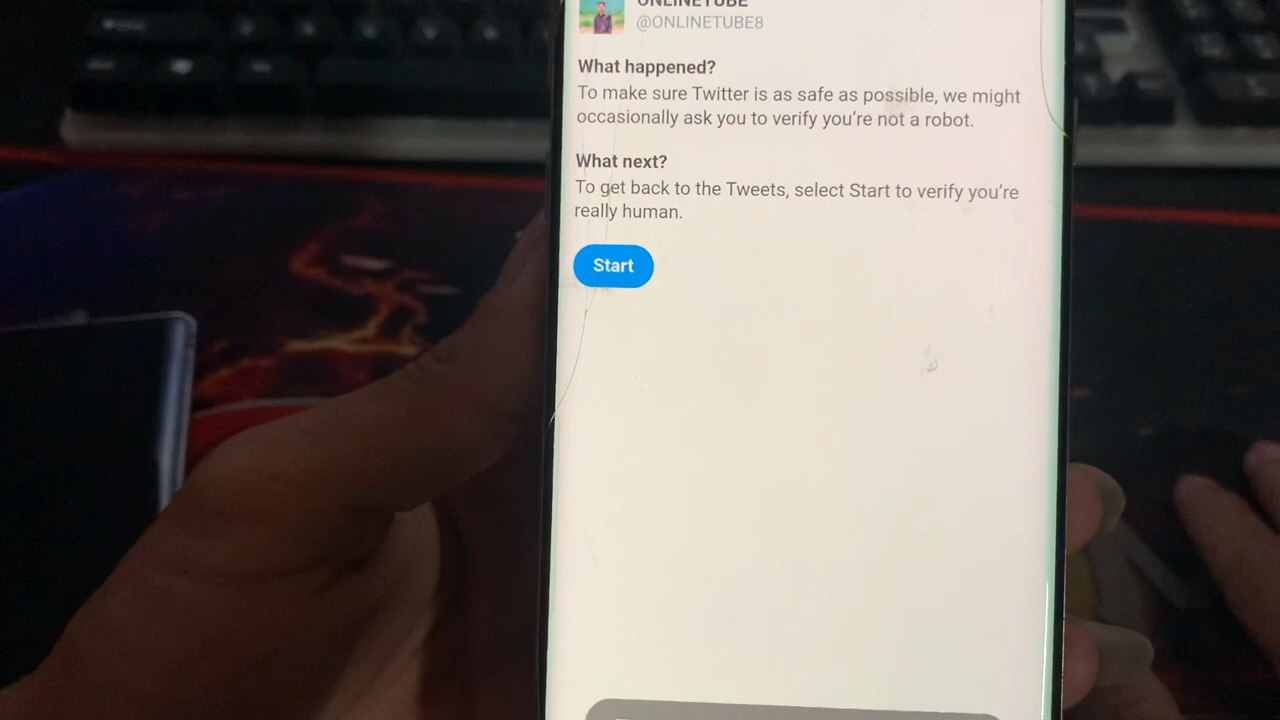 ONLINETUBE
@ONLINETUBE8
What happened?
To make sure Twitter is as safe as possible, we might
occasionally ask you to verify you're not a robot.
What next?
To get back to the Tweets, select Start to verify you're
really human.
Start